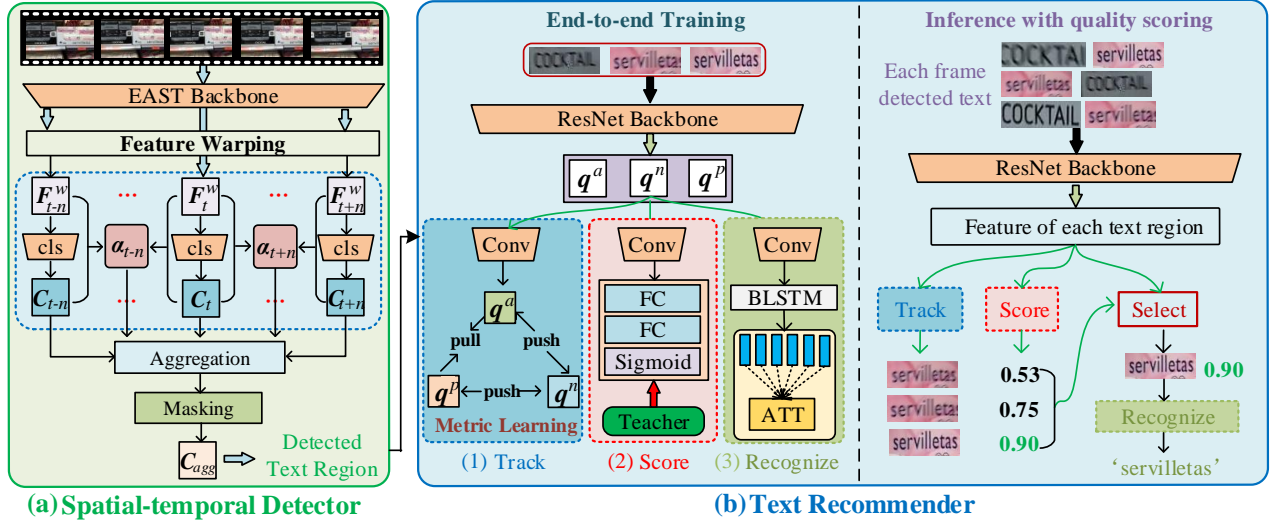 EAST Backbone
Feature Warping
F^w_{t-n} ... F^w_t ... F^w_{t+n}
cls α_{t-n} cls α_{t+n} cls
C_{t-n} ... C_t ... C_{t+n}
Aggregation
Masking
C_{agg}
Detected
Text Region
(a) Spatial-temporal Detector
End-to-end Training
COCKTAIL servilletas servilletas
ResNet Backbone
q^a q^n q^p
Conv
q^a
pull push
q^p push q^n
Metric Learning
(1) Track
Conv
FC
FC
Sigmoid
Teacher
(2) Score
Conv
BLSTM
ATT
(3) Recognize
Inference with quality scoring
Each frame
detected text
COCKTAI servilletas
servilletas COCKTAIL
COCKTAIL servilletas
ResNet Backbone
Feature of each text region
Track Score Select
servilletas 0.53
servilletas 0.75
servilletas 0.90
servilletas 0.90
Recognize
‘servilletas’
(b) Text Recommender